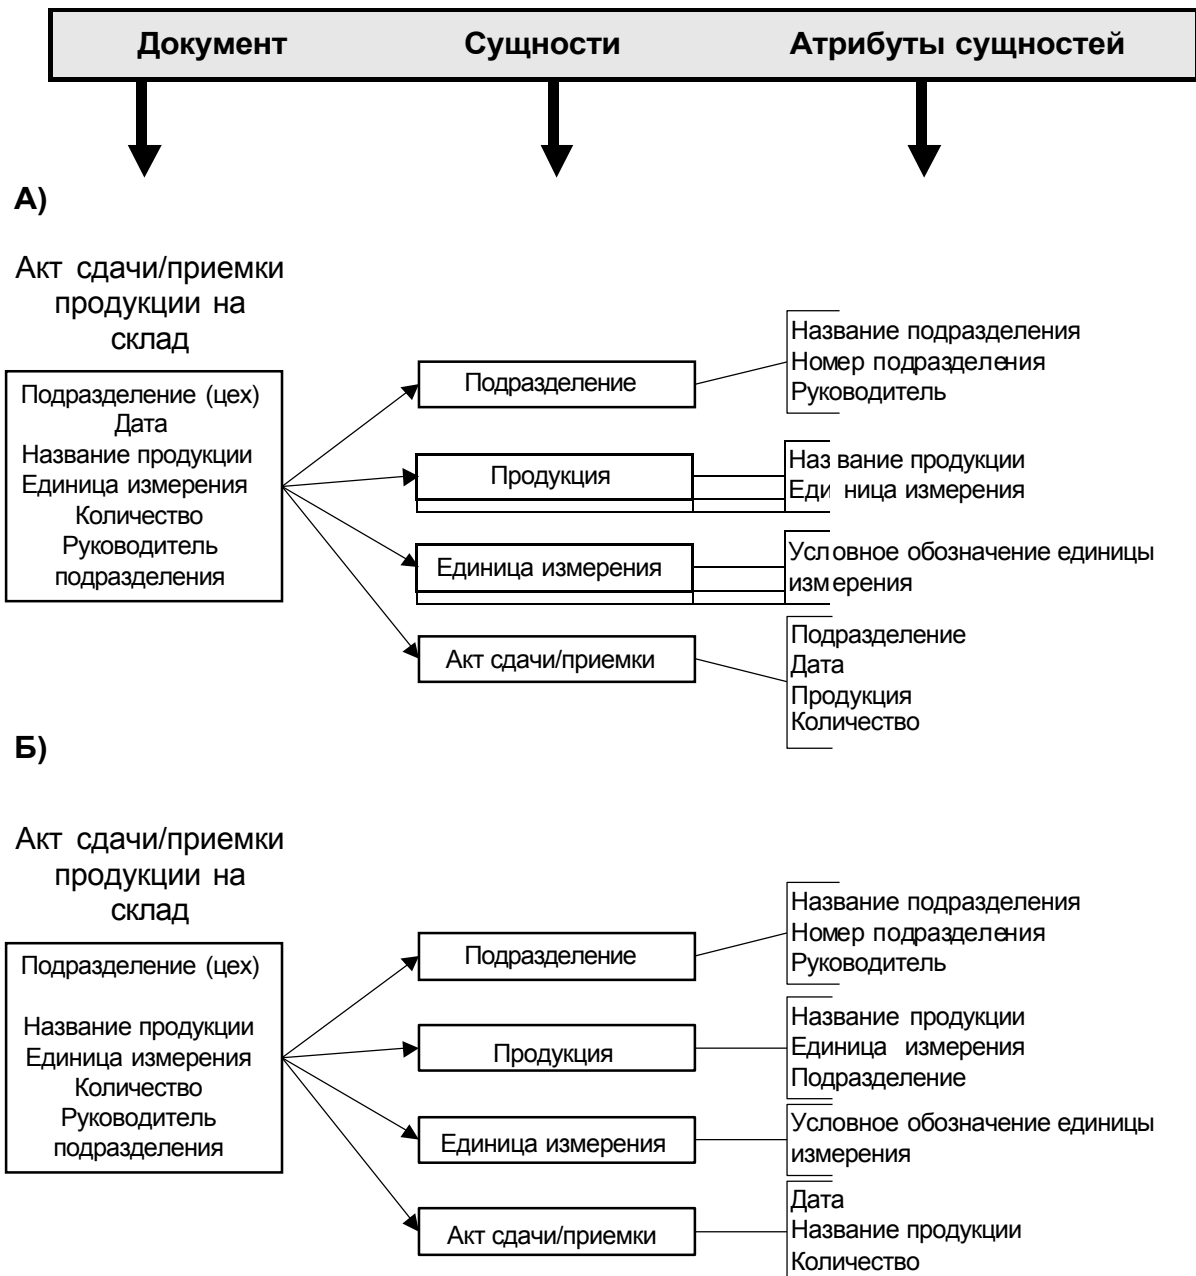 Документ Сущности Атрибуты сущностей
А)
Акт сдачи/приемки
продукции на
склад
Подразделение (цех)
Дата
Название продукции
Единица измерения
Количество
Руководитель
подразделения
Подразделение
Продукция
Единица измерения
Акт сдачи/приемки
Название подразделения
Номер подразделения
Руководитель
Название продукции
Единица измерения
Условное обозначение единицы
измерения
Подразделение
Дата
Продукция
Количество
Б)
Акт сдачи/приемки
продукции на
склад
Подразделение (цех)
Название продукции
Единица измерения
Количество
Руководитель
подразделения
Подразделение
Продукция
Единица измерения
Акт сдачи/приемки
Название подразделения
Номер подразделения
Руководитель
Название продукции
Единица измерения
Подразделение
Условное обозначение единицы
измерения
Дата
Название продукции
Количество